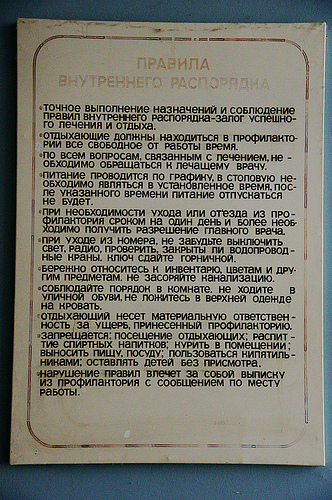 ПРАВИЛА
ВНУТРЕННЕГО РАСПОРЯДКА
ТОЧНОЕ ВЫПОЛНЕНИЕ НАЗНАЧЕНИЙ И СОБЛЮДЕНИЕ
ПРАВИЛ ВНУТРЕННЕГО РАСПОРЯДКА-ЗАЛОГ УСПЕШНО-
ГО ЛЕЧЕНИЯ И ОТДЫХА.
ОТДЫХАЮЩИЕ ДОЛЖНЫ НАХОДИТЬСЯ В ПРОФИЛАКТО-
РИИ ВСЕ СВОБОДНОЕ ОТ РАБОТЫ ВРЕМЯ.
ПО ВСЕМ ВОПРОСАМ, СВЯЗАННЫМ С ЛЕЧЕНИЕМ, НЕ-
ОБХОДИМО ОБРАЩАТЬСЯ К ЛЕЧАЩЕМУ ВРАЧУ.
ПИТАНИЕ ПРОВОДИТСЯ ПО ГРАФИКУ, В СТОЛОВУЮ НЕ-
ОБХОДИМО ЯВЛЯТЬСЯ В УСТАНОВЛЕННОЕ ВРЕМЯ, ПОС-
ЛЕ УКАЗАННОГО ВРЕМЕНИ ПИТАНИЕ ОТПУСКАТЬСЯ
НЕ БУДЕТ.
ПРИ НЕОБХОДИМОСТИ УХОДА ИЛИ ОТЪЕЗДА ИЗ ПРО-
ФИЛАКТОРИЯ СРОКОМ НА ОДИН ДЕНЬ И БОЛЕЕ НЕОБ-
ХОДИМО ПОЛУЧИТЬ РАЗРЕШЕНИЕ ГЛАВНОГО ВРАЧА.
ПРИ УХОДЕ ИЗ НОМЕРА, НЕ ЗАБУДЬТЕ ВЫКЛЮЧИТЬ
СВЕТ, РАДИО, ПРОВЕРИТЬ, ЗАКРЫТЫ ЛИ ВОДОПРОВОД-
НЫЕ КРАНЫ. КЛЮЧ СДАЙТЕ ГОРНИЧНОЙ.
БЕРЕЖНО ОТНОСИТЕСЬ К ИНВЕНТАРЮ, ЦВЕТАМ И ДРУ-
ГИМ ПРЕДМЕТАМ. НЕ ЗАСОРЯЙТЕ КАНАЛИЗАЦИЮ.
СОБЛЮДАЙТЕ ПОРЯДОК В КОМНАТЕ. НЕ ХОДИТЕ В
УЛИЧНОЙ ОБУВИ, НЕ ЛОЖИТЕСЬ В ВЕРХНЕЙ ОДЕЖДЕ
НА КРОВАТЬ.
ОТДЫХАЮЩИЙ НЕСЕТ МАТЕРИАЛЬНУЮ ОТВЕТСТВЕН-
НОСТЬ ЗА УЩЕРБ, ПРИНЕСЕННЫЙ ПРОФИЛАКТОРИЮ.
ЗАПРЕЩАЕТСЯ: ПОСЕЩЕНИЕ ОТДЫХАЮЩИХ; РАСПИТ-
ТИЕ СПИРТНЫХ НАПИТКОВ; КУРИТЬ В ПОМЕЩЕНИИ;
ВЫНОСИТЬ ПИЩУ, ПОСУДУ; ПОЛЬЗОВАТЬСЯ КИПЯТИЛЬ-
НИКАМИ; ОСТАВЛЯТЬ ДЕТЕЙ БЕЗ ПРИСМОТРА.
НАРУШЕНИЕ ПРАВИЛ ВЛЕЧЕТ ЗА СОБОЙ ВЫПИСКУ
ИЗ ПРОФИЛАКТОРИЯ С СООБЩЕНИЕМ ПО МЕСТУ
РАБОТЫ.